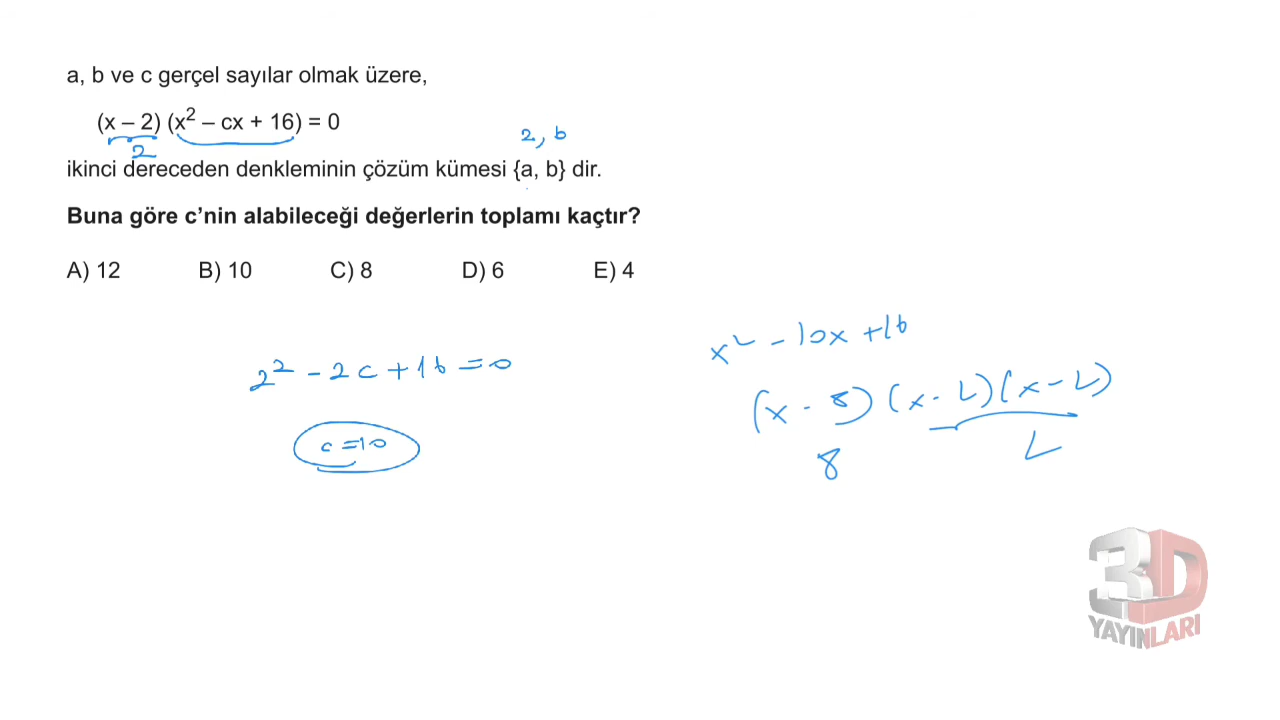 a, b ve c gerçel sayılar olmak üzere,
(x – 2) (x² – cx + 16) = 0
2
2, b
ikinci dereceden denkleminin çözüm kümesi {a, b} dir.
Buna göre c’nin alabileceği değerlerin toplamı kaçtır?
A) 12 B) 10 C) 8 D) 6 E) 4
x² – 10x + 16
2² – 2c + 16 = 0
(x – 8) (x – 2) (x – 2)
c = 10
8 2
3D
YAYINLARI